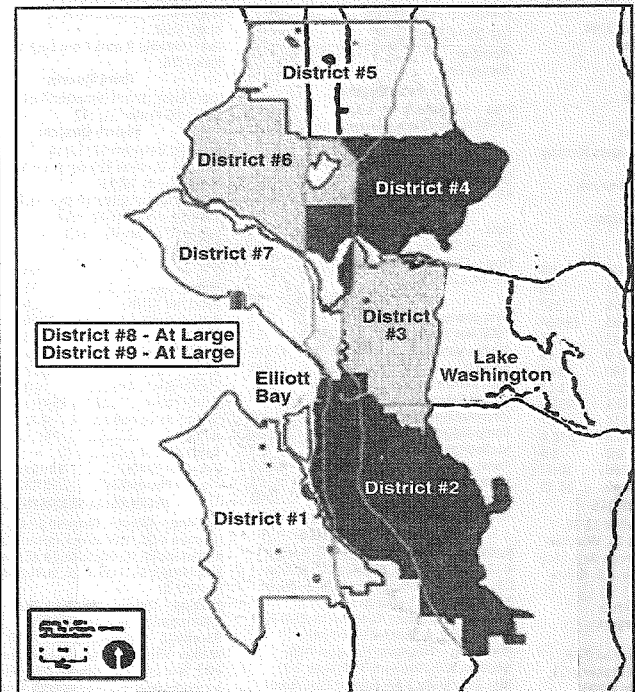 District #5
District #6
District #4
District #7
District
#3
District #8 - At Large
District #9 - At Large
Lake
Washington
Elliott
Bay
District #2
District #1